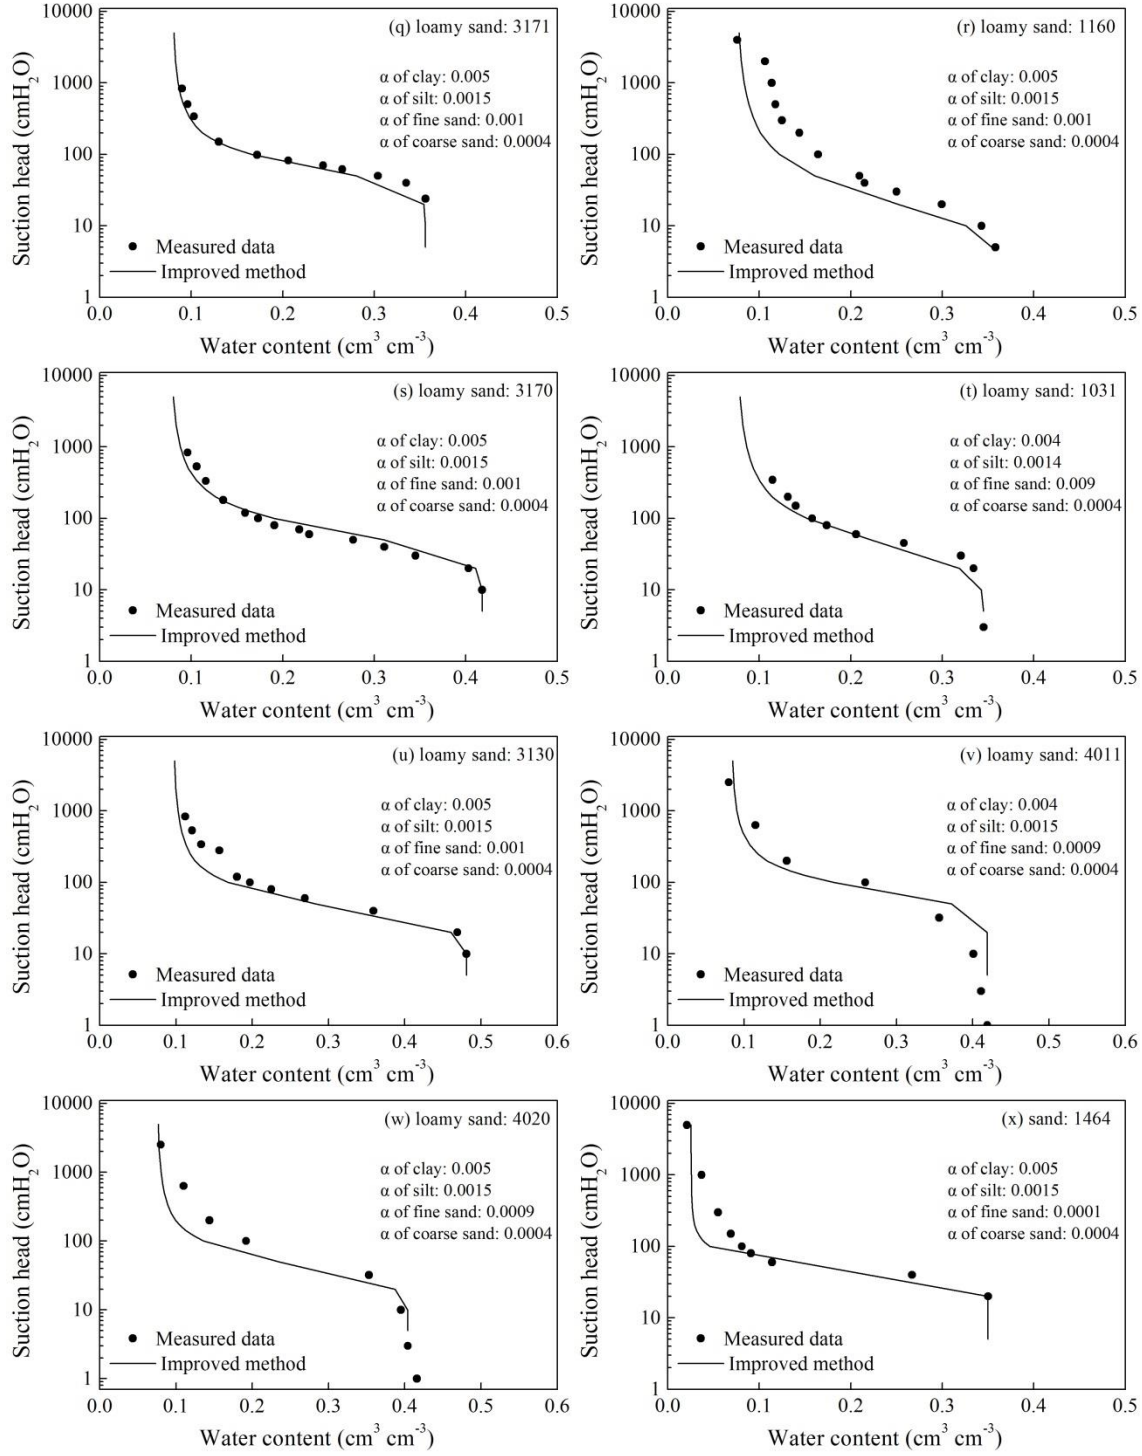 10000
1000
100
10
1
Suction head (cmH₂O)
(q) loamy sand: 3171
α of clay: 0.005
α of silt: 0.0015
α of fine sand: 0.001
α of coarse sand: 0.0004
Measured data
Improved method
0.0 0.1 0.2 0.3 0.4 0.5
Water content (cm³ cm⁻³)
10000
1000
100
10
1
Suction head (cmH₂O)
(r) loamy sand: 1160
α of clay: 0.005
α of silt: 0.0015
α of fine sand: 0.001
α of coarse sand: 0.0004
Measured data
Improved method
0.0 0.1 0.2 0.3 0.4 0.5
Water content (cm³ cm⁻³)
10000
1000
100
10
1
Suction head (cmH₂O)
(s) loamy sand: 3170
α of clay: 0.005
α of silt: 0.0015
α of fine sand: 0.001
α of coarse sand: 0.0004
Measured data
Improved method
0.0 0.1 0.2 0.3 0.4 0.5
Water content (cm³ cm⁻³)
10000
1000
100
10
1
Suction head (cmH₂O)
(t) loamy sand: 1031
α of clay: 0.004
α of silt: 0.0014
α of fine sand: 0.009
α of coarse sand: 0.0004
Measured data
Improved method
0.0 0.1 0.2 0.3 0.4 0.5
Water content (cm³ cm⁻³)
10000
1000
100
10
1
Suction head (cmH₂O)
(u) loamy sand: 3130
α of clay: 0.005
α of silt: 0.0015
α of fine sand: 0.001
α of coarse sand: 0.0004
Measured data
Improved method
0.0 0.1 0.2 0.3 0.4 0.5 0.6
Water content (cm³ cm⁻³)
10000
1000
100
10
1
Suction head (cmH₂O)
(v) loamy sand: 4011
α of clay: 0.004
α of silt: 0.0015
α of fine sand: 0.0009
α of coarse sand: 0.0004
Measured data
Improved method
0.0 0.1 0.2 0.3 0.4 0.5 0.6
Water content (cm³ cm⁻³)
10000
1000
100
10
1
Suction head (cmH₂O)
(w) loamy sand: 4020
α of clay: 0.005
α of silt: 0.0015
α of fine sand: 0.0009
α of coarse sand: 0.0004
Measured data
Improved method
0.0 0.1 0.2 0.3 0.4 0.5 0.6
Water content (cm³ cm⁻³)
10000
1000
100
10
1
Suction head (cmH₂O)
(x) sand: 1464
α of clay: 0.005
α of silt: 0.0015
α of fine sand: 0.0001
α of coarse sand: 0.0004
Measured data
Improved method
0.0 0.1 0.2 0.3 0.4 0.5
Water content (cm³ cm⁻³)